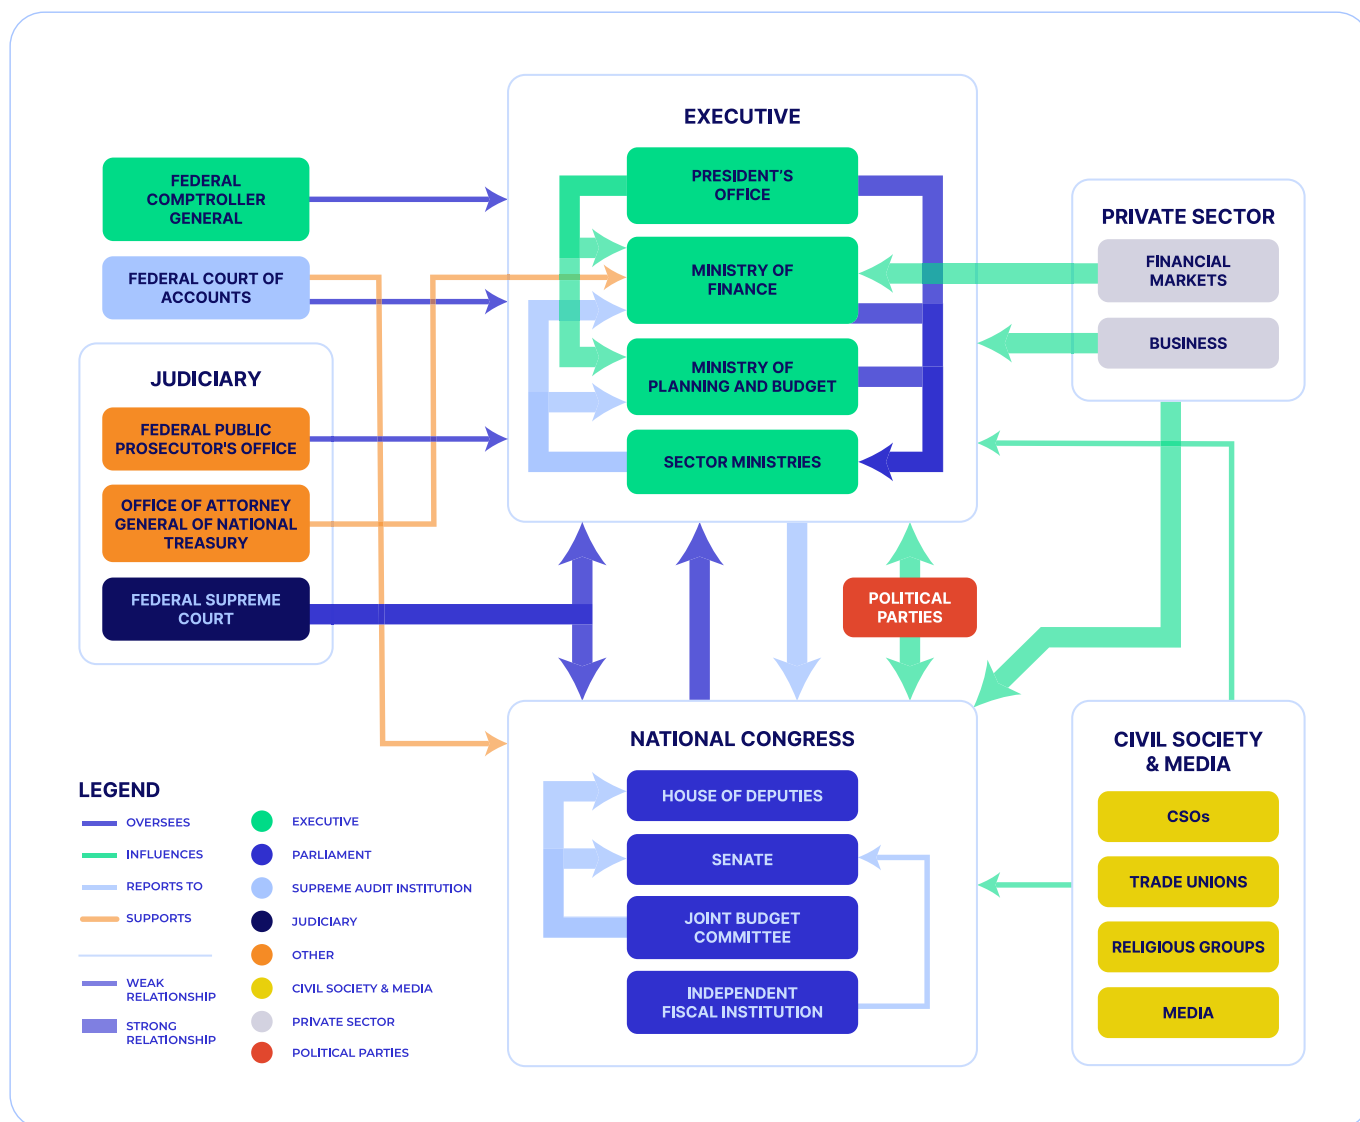 EXECUTIVE
PRESIDENT'S
OFFICE
MINISTRY OF
FINANCE
MINISTRY OF
PLANNING AND BUDGET
SECTOR MINISTRIES
FEDERAL
COMPTROLLER
GENERAL
FEDERAL COURT OF
ACCOUNTS
JUDICIARY
FEDERAL PUBLIC
PROSECUTOR'S OFFICE
OFFICE OF ATTORNEY
GENERAL OF NATIONAL
TREASURY
FEDERAL SUPREME
COURT
PRIVATE SECTOR
FINANCIAL
MARKETS
BUSINESS
POLITICAL
PARTIES
NATIONAL CONGRESS
HOUSE OF DEPUTIES
SENATE
JOINT BUDGET
COMMITTEE
INDEPENDENT
FISCAL INSTITUTION
CIVIL SOCIETY
& MEDIA
CSOs
TRADE UNIONS
RELIGIOUS GROUPS
MEDIA
LEGEND
OVERSEES
INFLUENCES
REPORTS TO
SUPPORTS
WEAK
RELATIONSHIP
STRONG
RELATIONSHIP
EXECUTIVE
PARLIAMENT
SUPREME AUDIT INSTITUTION
JUDICIARY
OTHER
CIVIL SOCIETY & MEDIA
PRIVATE SECTOR
POLITICAL PARTIES